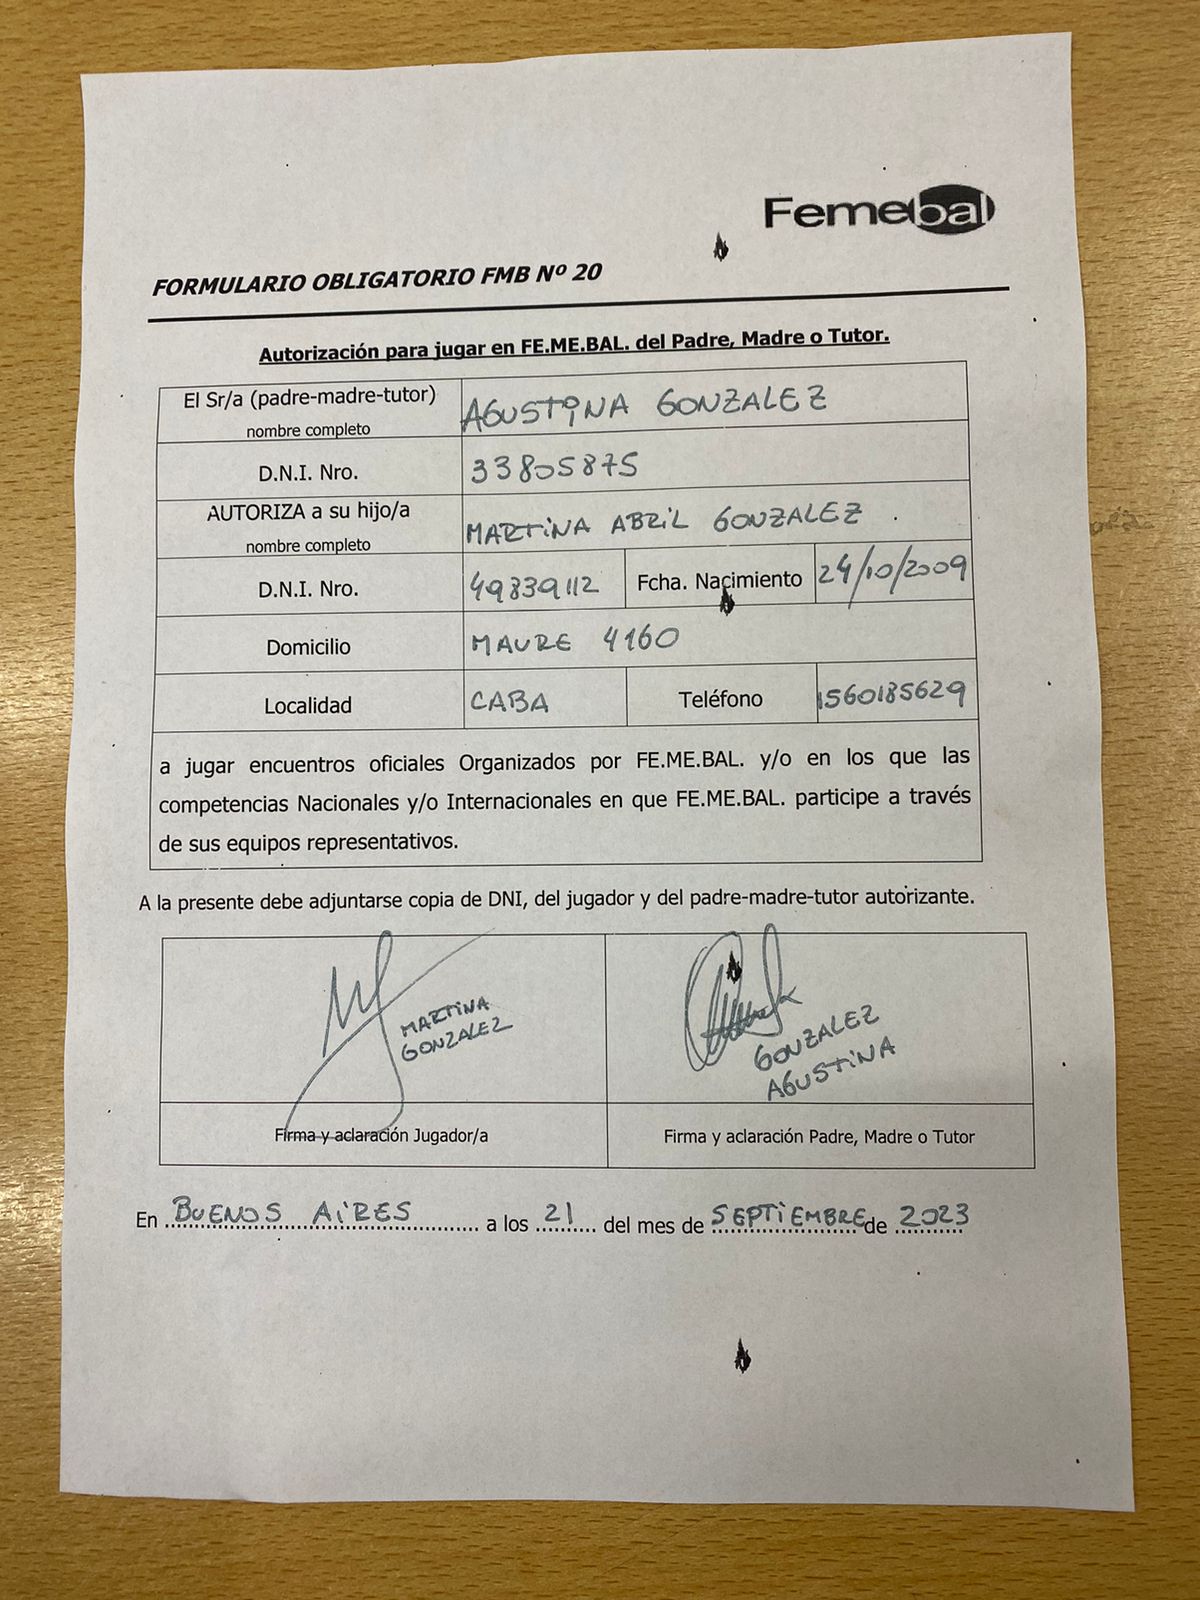 Femebal
FORMULARIO OBLIGATORIO FMB Nº 20
Autorización para jugar en FE.ME.BAL. del Padre, Madre o Tutor.
El Sr/a (padre-madre-tutor) AGUSTINA GONZALEZ
nombre completo
D.N.I. Nro. 33805875
AUTORIZA a su hijo/a MARTINA ABRIL GONZALEZ
nombre completo
D.N.I. Nro. 49839112 Fcha. Nacimiento 24/10/2009
Domicilio MAURE 4160
Localidad CABA Teléfono 1560185629
a jugar encuentros oficiales Organizados por FE.ME.BAL. y/o en los que las
competencias Nacionales y/o Internacionales en que FE.ME.BAL. participe a través
de sus equipos representativos.
A la presente debe adjuntarse copia de DNI, del jugador y del padre-madre-tutor autorizante.
MARTINA
GONZALEZ
GONZALEZ
AGUSTINA
Firma y aclaración Jugador/a Firma y aclaración Padre, Madre o Tutor
En BUENOS AIRES a los 21 del mes de SEPTIEMBRE de 2023